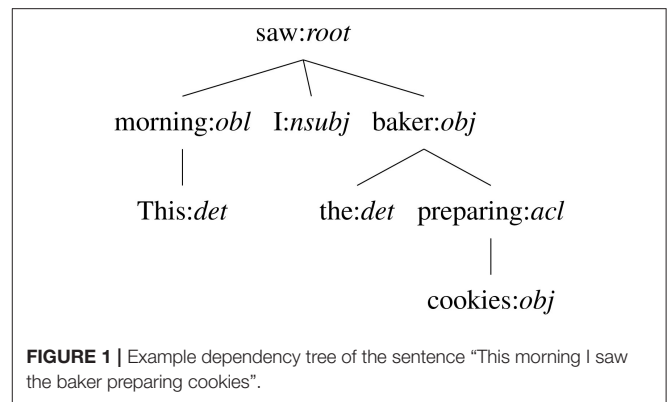 saw:root
morning:obl I:nsubj baker:obj
This:det the:det preparing:acl
cookies:obj
FIGURE 1 | Example dependency tree of the sentence “This morning I saw
the baker preparing cookies”.